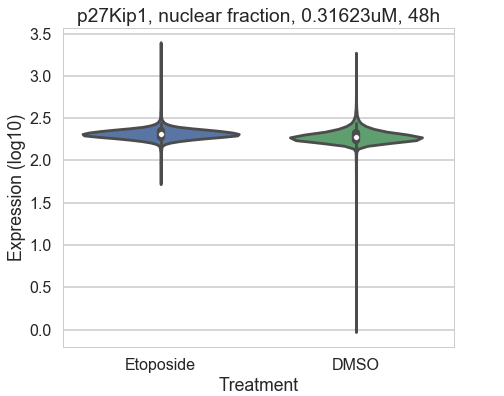 p27Kip1, nuclear fraction, 0.31623uM, 48h
3.5
3.0
2.5
2.0
1.5
1.0
0.5
0.0
Expression (log10)
Etoposide
DMSO
Treatment